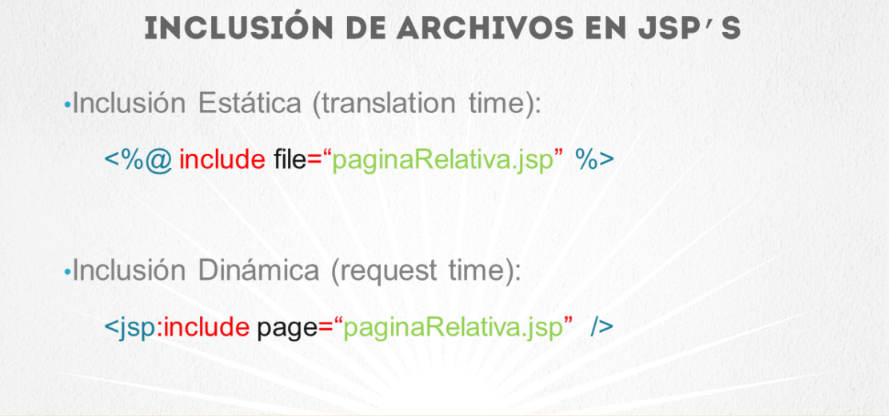 INCLUSIÓN DE ARCHIVOS EN JSP′S
•Inclusión Estática (translation time):
<%@ include file=“paginaRelativa.jsp” %>
•Inclusión Dinámica (request time):
<jsp:include page=“paginaRelativa.jsp” />